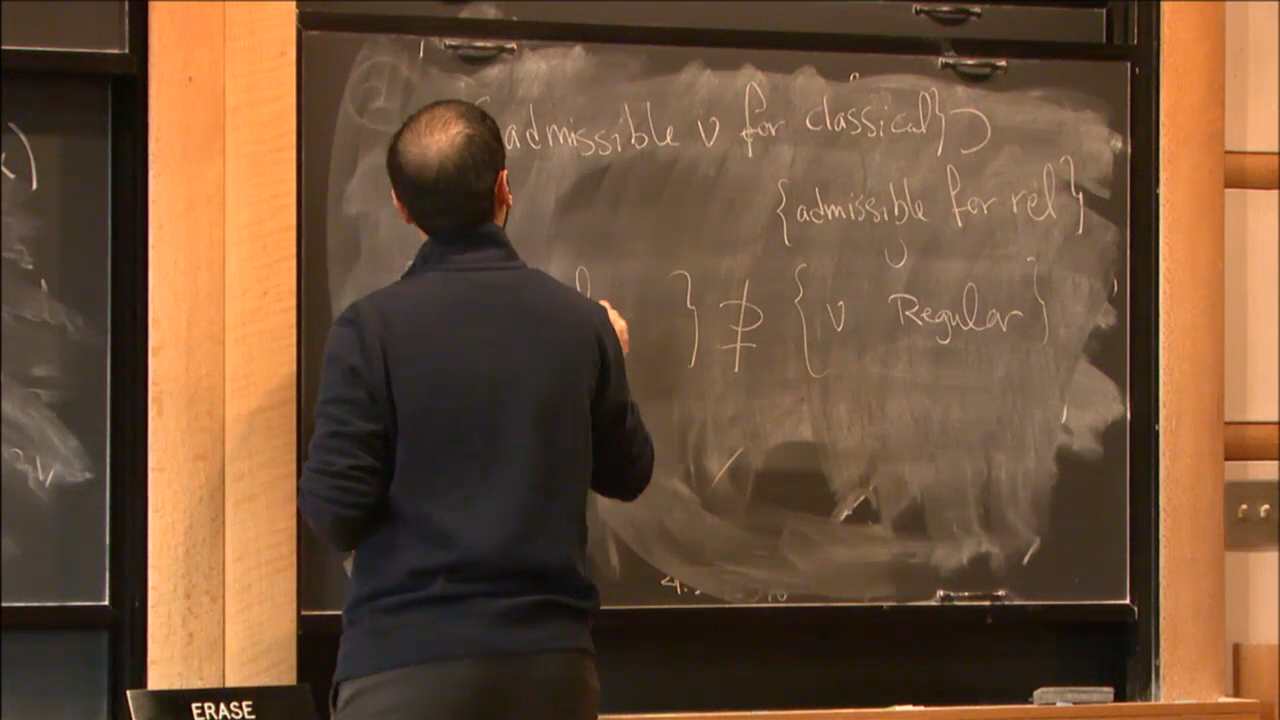 admissible v for classical} ⊃
{admissible for rel}
∪
} ⊅ { v Regular }
ERASE